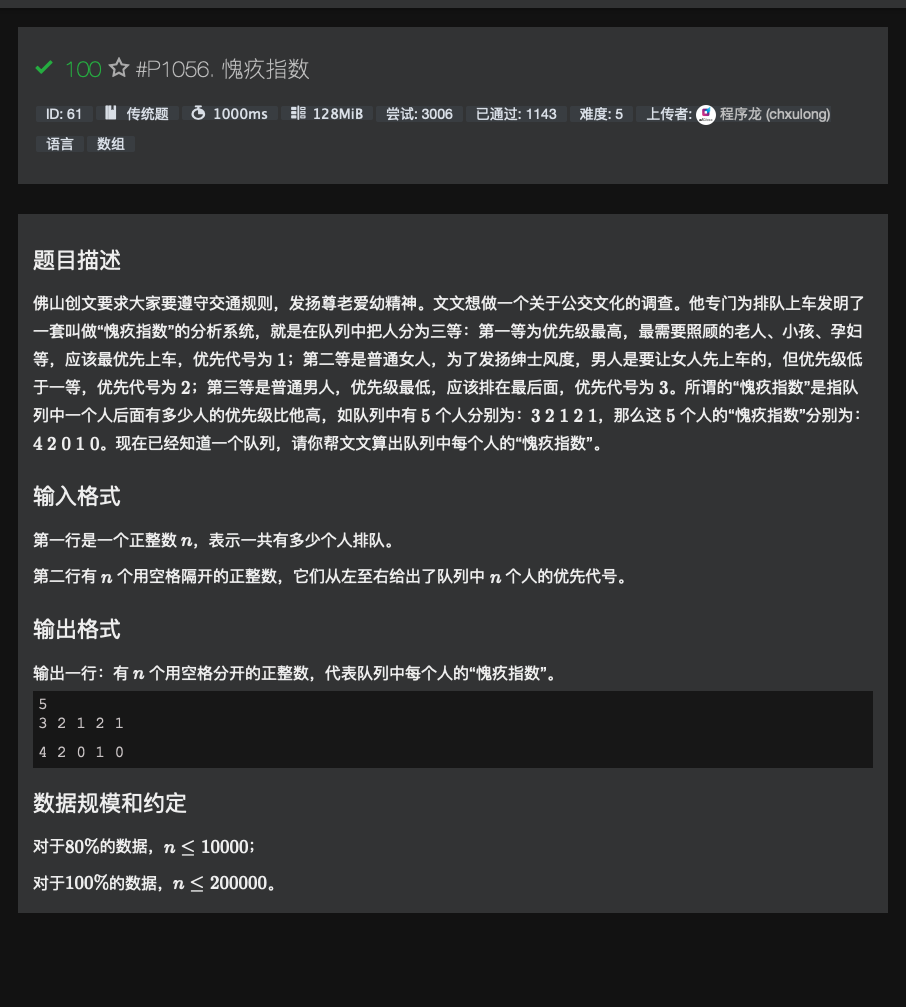 100 #P1056. 愧疚指数
ID: 61 传统题 1000ms 128MiB 尝试: 3006 已通过: 1143 难度: 5 上传者: 程序龙 (chxulong)
语言 数组
题目描述
佛山创文要求大家要遵守交通规则，发扬尊老爱幼精神。文文想做一个关于公交文化的调查。他专门为排队上车发明了
一套叫做“愧疚指数”的分析系统，就是在队列中把人分为三等：第一等为优先级最高，最需要照顾的老人、小孩、孕妇
等，应该最优先上车，优先代号为 1；第二等是普通女人，为了发扬绅士风度，男人是要让女人先上车的，但优先级低
于一等，优先代号为 2；第三等是普通男人，优先级最低，应该排在最后面，优先代号为 3。所谓的“愧疚指数”是指队
列中一个人后面有多少人的优先级比他高，如队列中有 5 个人分别为：3 2 1 2 1，那么这 5 个人的“愧疚指数”分别为：
4 2 0 1 0。现在已经知道一个队列，请你帮文文算出队列中每个人的“愧疚指数”。
输入格式
第一行是一个正整数 n，表示一共有多少个人排队。
第二行有 n 个用空格隔开的正整数，它们从左至右给出了队列中 n 个人的优先代号。
输出格式
输出一行：有 n 个用空格分开的正整数，代表队列中每个人的“愧疚指数”。
5
3 2 1 2 1
4 2 0 1 0
数据规模和约定
对于80%的数据，n ≤ 10000；
对于100%的数据，n ≤ 200000。